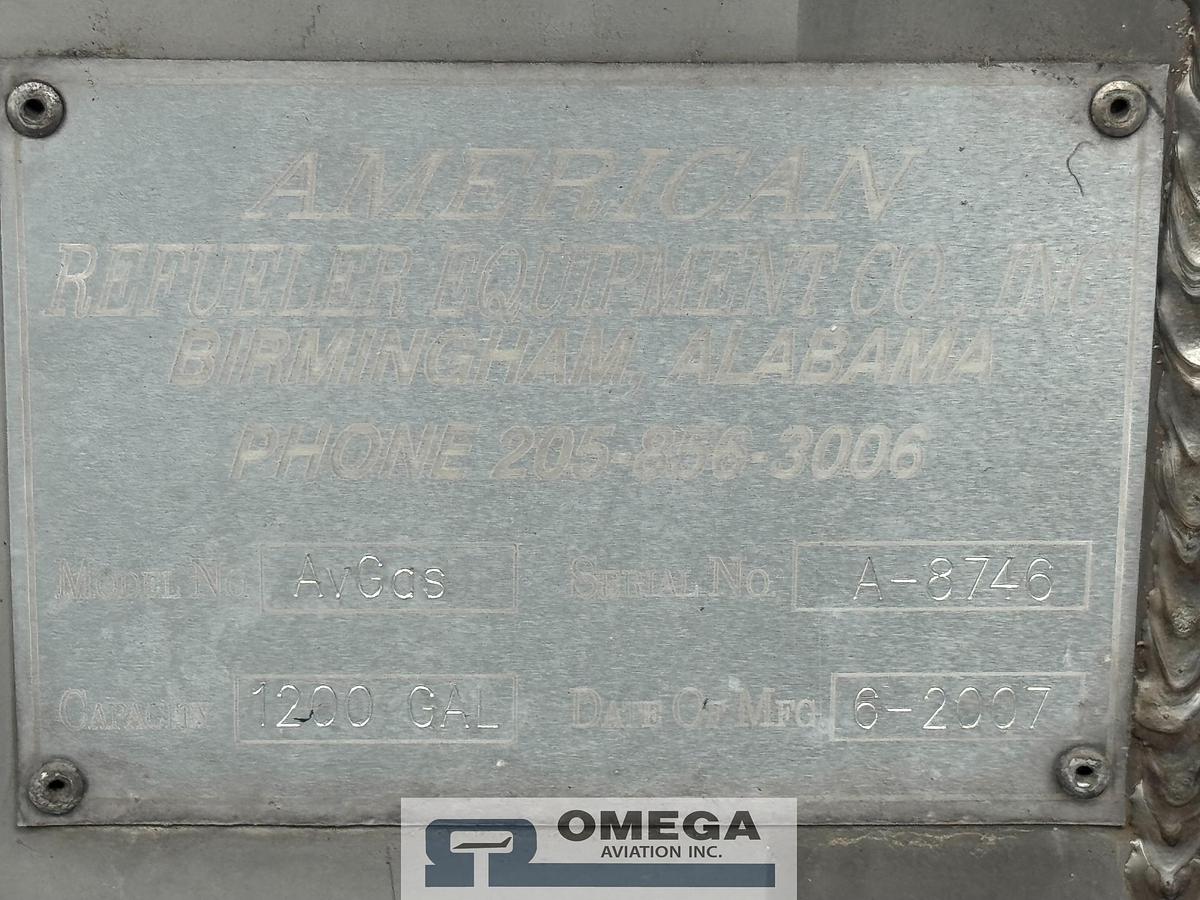 AMERICAN
REFUELER EQUIPMENT CO., INC.
BIRMINGHAM, ALABAMA
PHONE 205-856-3006
MODEL N AvGas SERIAL NO. A-8746
CAPACITY 1200 GAL DATE OF MFG 6-2007
OMEGA
AVIATION INC.